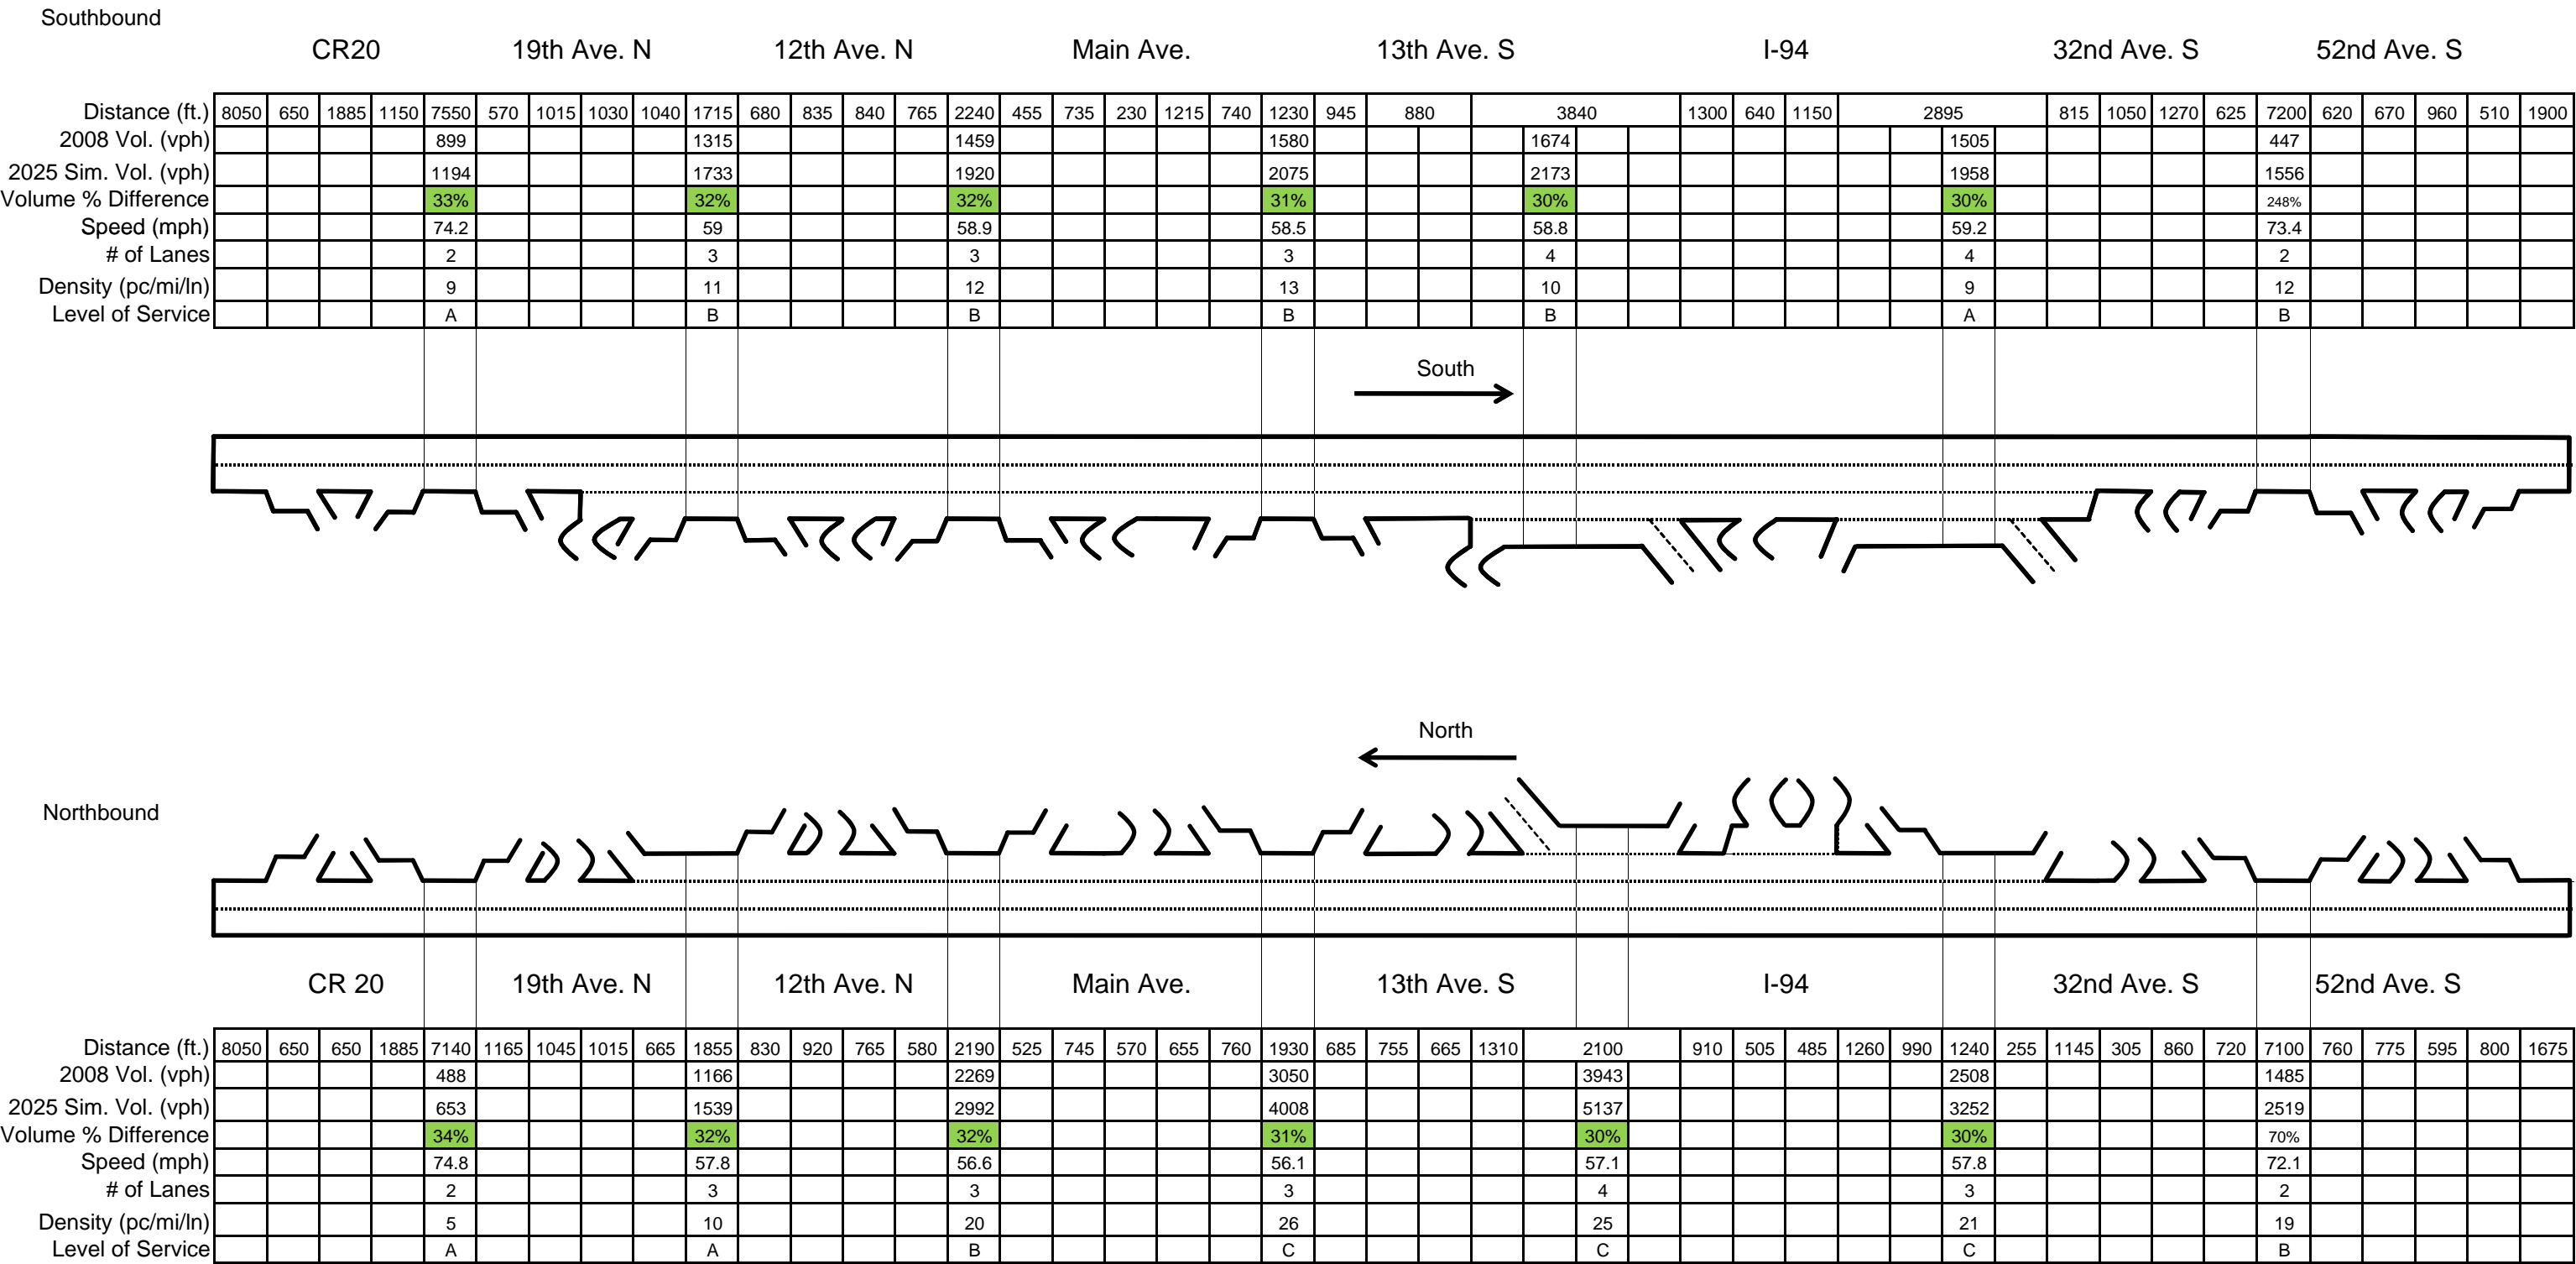 Southbound
CR20 19th Ave. N 12th Ave. N Main Ave. 13th Ave. S I-94 32nd Ave. S 52nd Ave. S
Distance (ft.) 8050 650 1885 1150 7550 570 1015 1030 1040 1715 680 835 840 765 2240 455 735 230 1215 740 1230 945 880 3840 1300 640 1150 2895 815 1050 1270 625 7200 620 670 960 510 1900
2008 Vol. (vph) 899 1315 1459 1580 1674 1505 447
2025 Sim. Vol. (vph) 1194 1733 1920 2075 2173 1958 1556
Volume % Difference 33% 32% 32% 31% 30% 30% 248%
Speed (mph) 74.2 59 58.9 58.5 58.8 59.2 73.4
# of Lanes 2 3 3 3 4 4 2
Density (pc/mi/ln) 9 11 12 13 10 9 12
Level of Service A B B B B A B
South
North
Northbound
CR 20 19th Ave. N 12th Ave. N Main Ave. 13th Ave. S I-94 32nd Ave. S 52nd Ave. S
Distance (ft.) 8050 650 650 1885 7140 1165 1045 1015 665 1855 830 920 765 580 2190 525 745 570 655 760 1930 685 755 665 1310 2100 910 505 485 1260 990 1240 255 1145 305 860 720 7100 760 775 595 800 1675
2008 Vol. (vph) 488 1166 2269 3050 3943 2508 1485
2025 Sim. Vol. (vph) 653 1539 2992 4008 5137 3252 2519
Volume % Difference 34% 32% 32% 31% 30% 30% 70%
Speed (mph) 74.8 57.8 56.6 56.1 57.1 57.8 72.1
# of Lanes 2 3 3 3 4 3 2
Density (pc/mi/ln) 5 10 20 26 25 21 19
Level of Service A A B C C C B